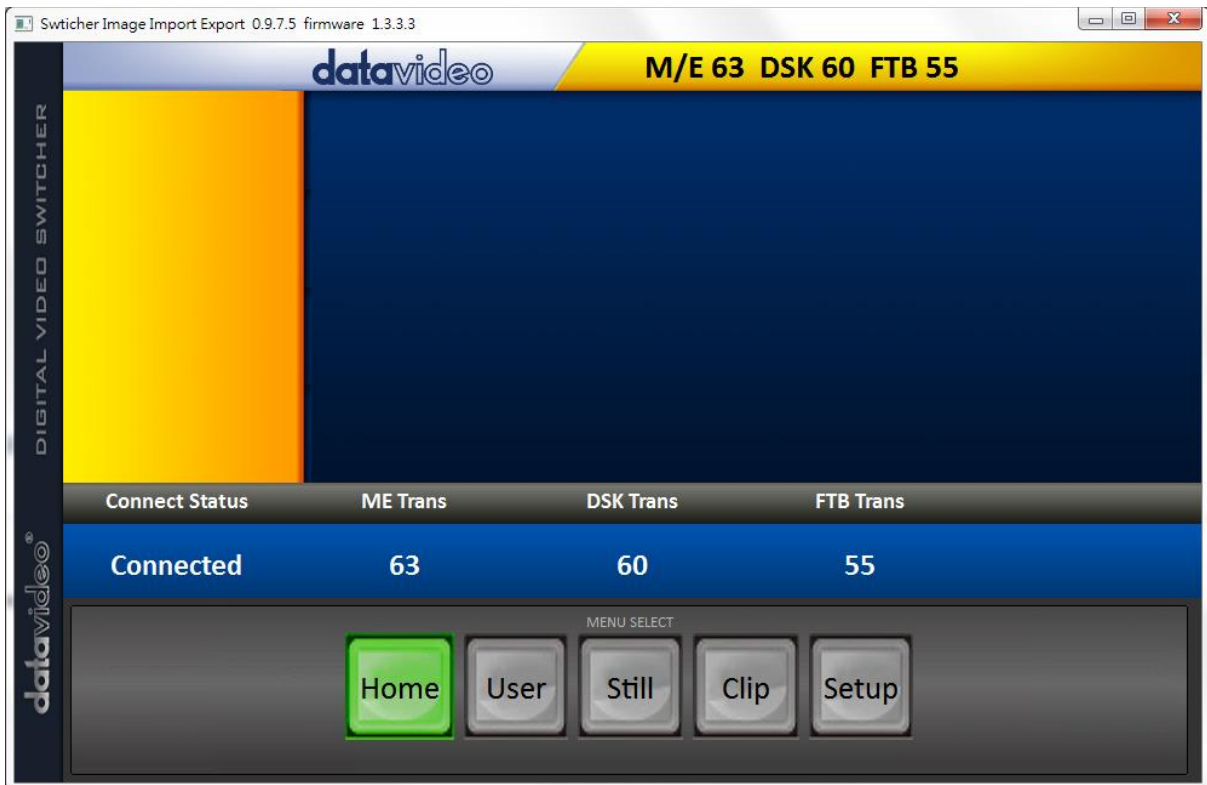 Swticher Image Import Export 0.9.7.5 firmware 1.3.3.3
datavideo
M/E 63 DSK 60 FTB 55
DIGITAL VIDEO SWITCHER
datavideo®
Connect Status ME Trans DSK Trans FTB Trans
Connected 63 60 55
MENU SELECT
Home User Still Clip Setup